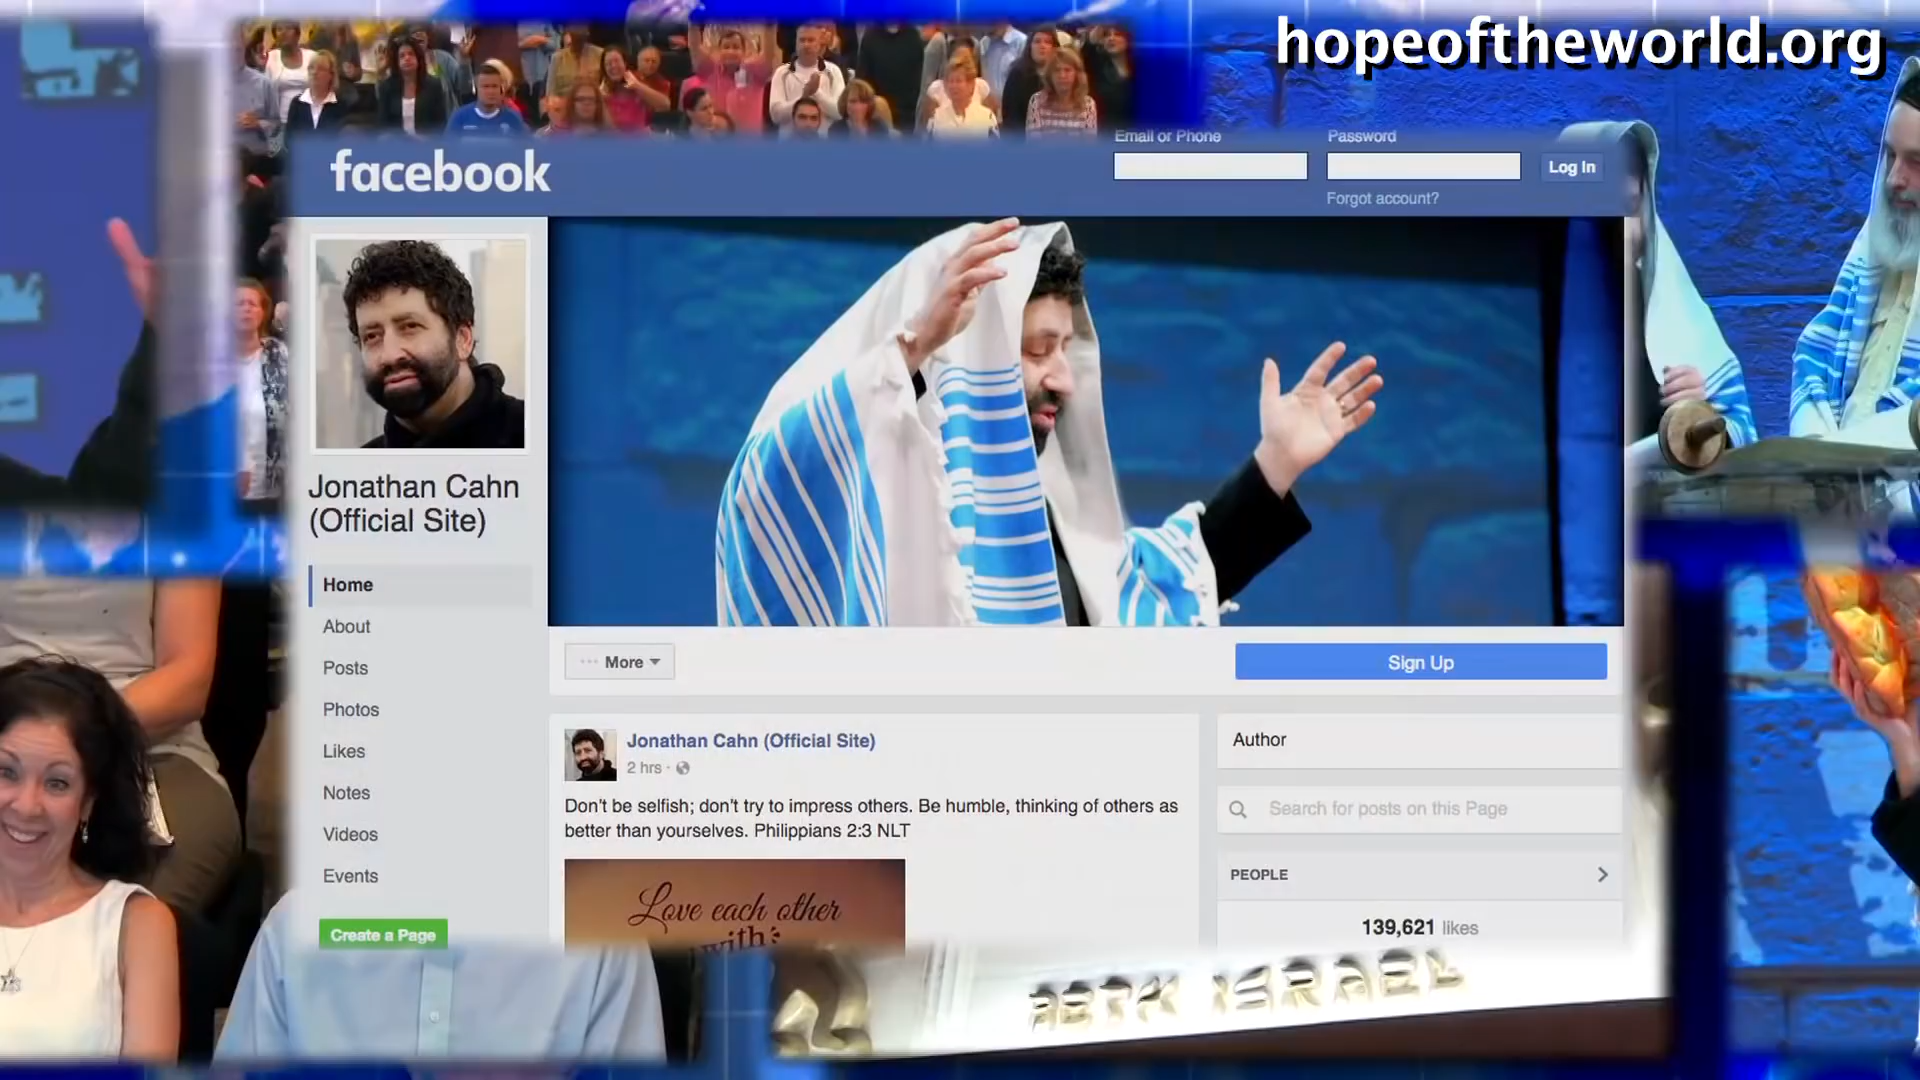 hopeoftheworld.org
facebook
Email or Phone
Password
Log In
Forgot account?
Jonathan Cahn
(Official Site)
Home
About
Posts
Photos
Likes
Notes
Videos
Events
Create a Page
··· More
Sign Up
Jonathan Cahn (Official Site)
2 hrs ·
Don't be selfish; don't try to impress others. Be humble, thinking of others as
better than yourselves. Philippians 2:3 NLT
Love each other
with
Author
Search for posts on this Page
PEOPLE
139,621 likes
BETH ISRAEL